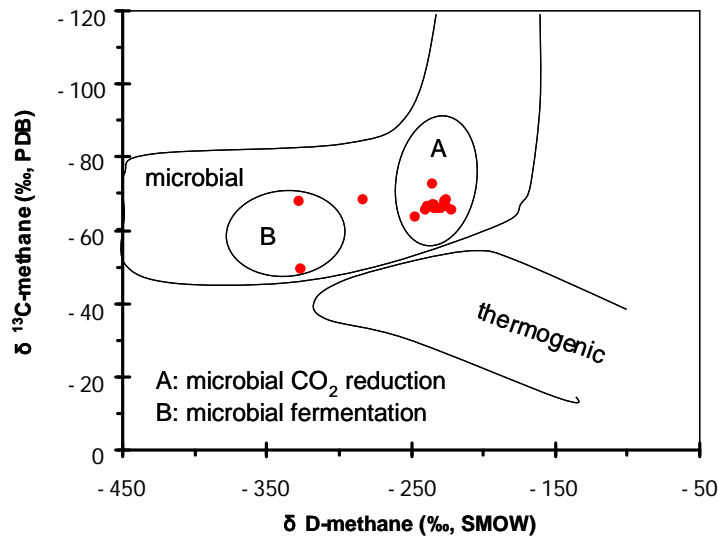 - 120
- 100
- 80
- 60
- 40
- 20
0
δ ¹³C-methane (‰, PDB)
microbial
A
B
thermogenic
A: microbial CO₂ reduction
B: microbial fermentation
- 450
- 350
- 250
- 150
- 50
δ D-methane (‰, SMOW)